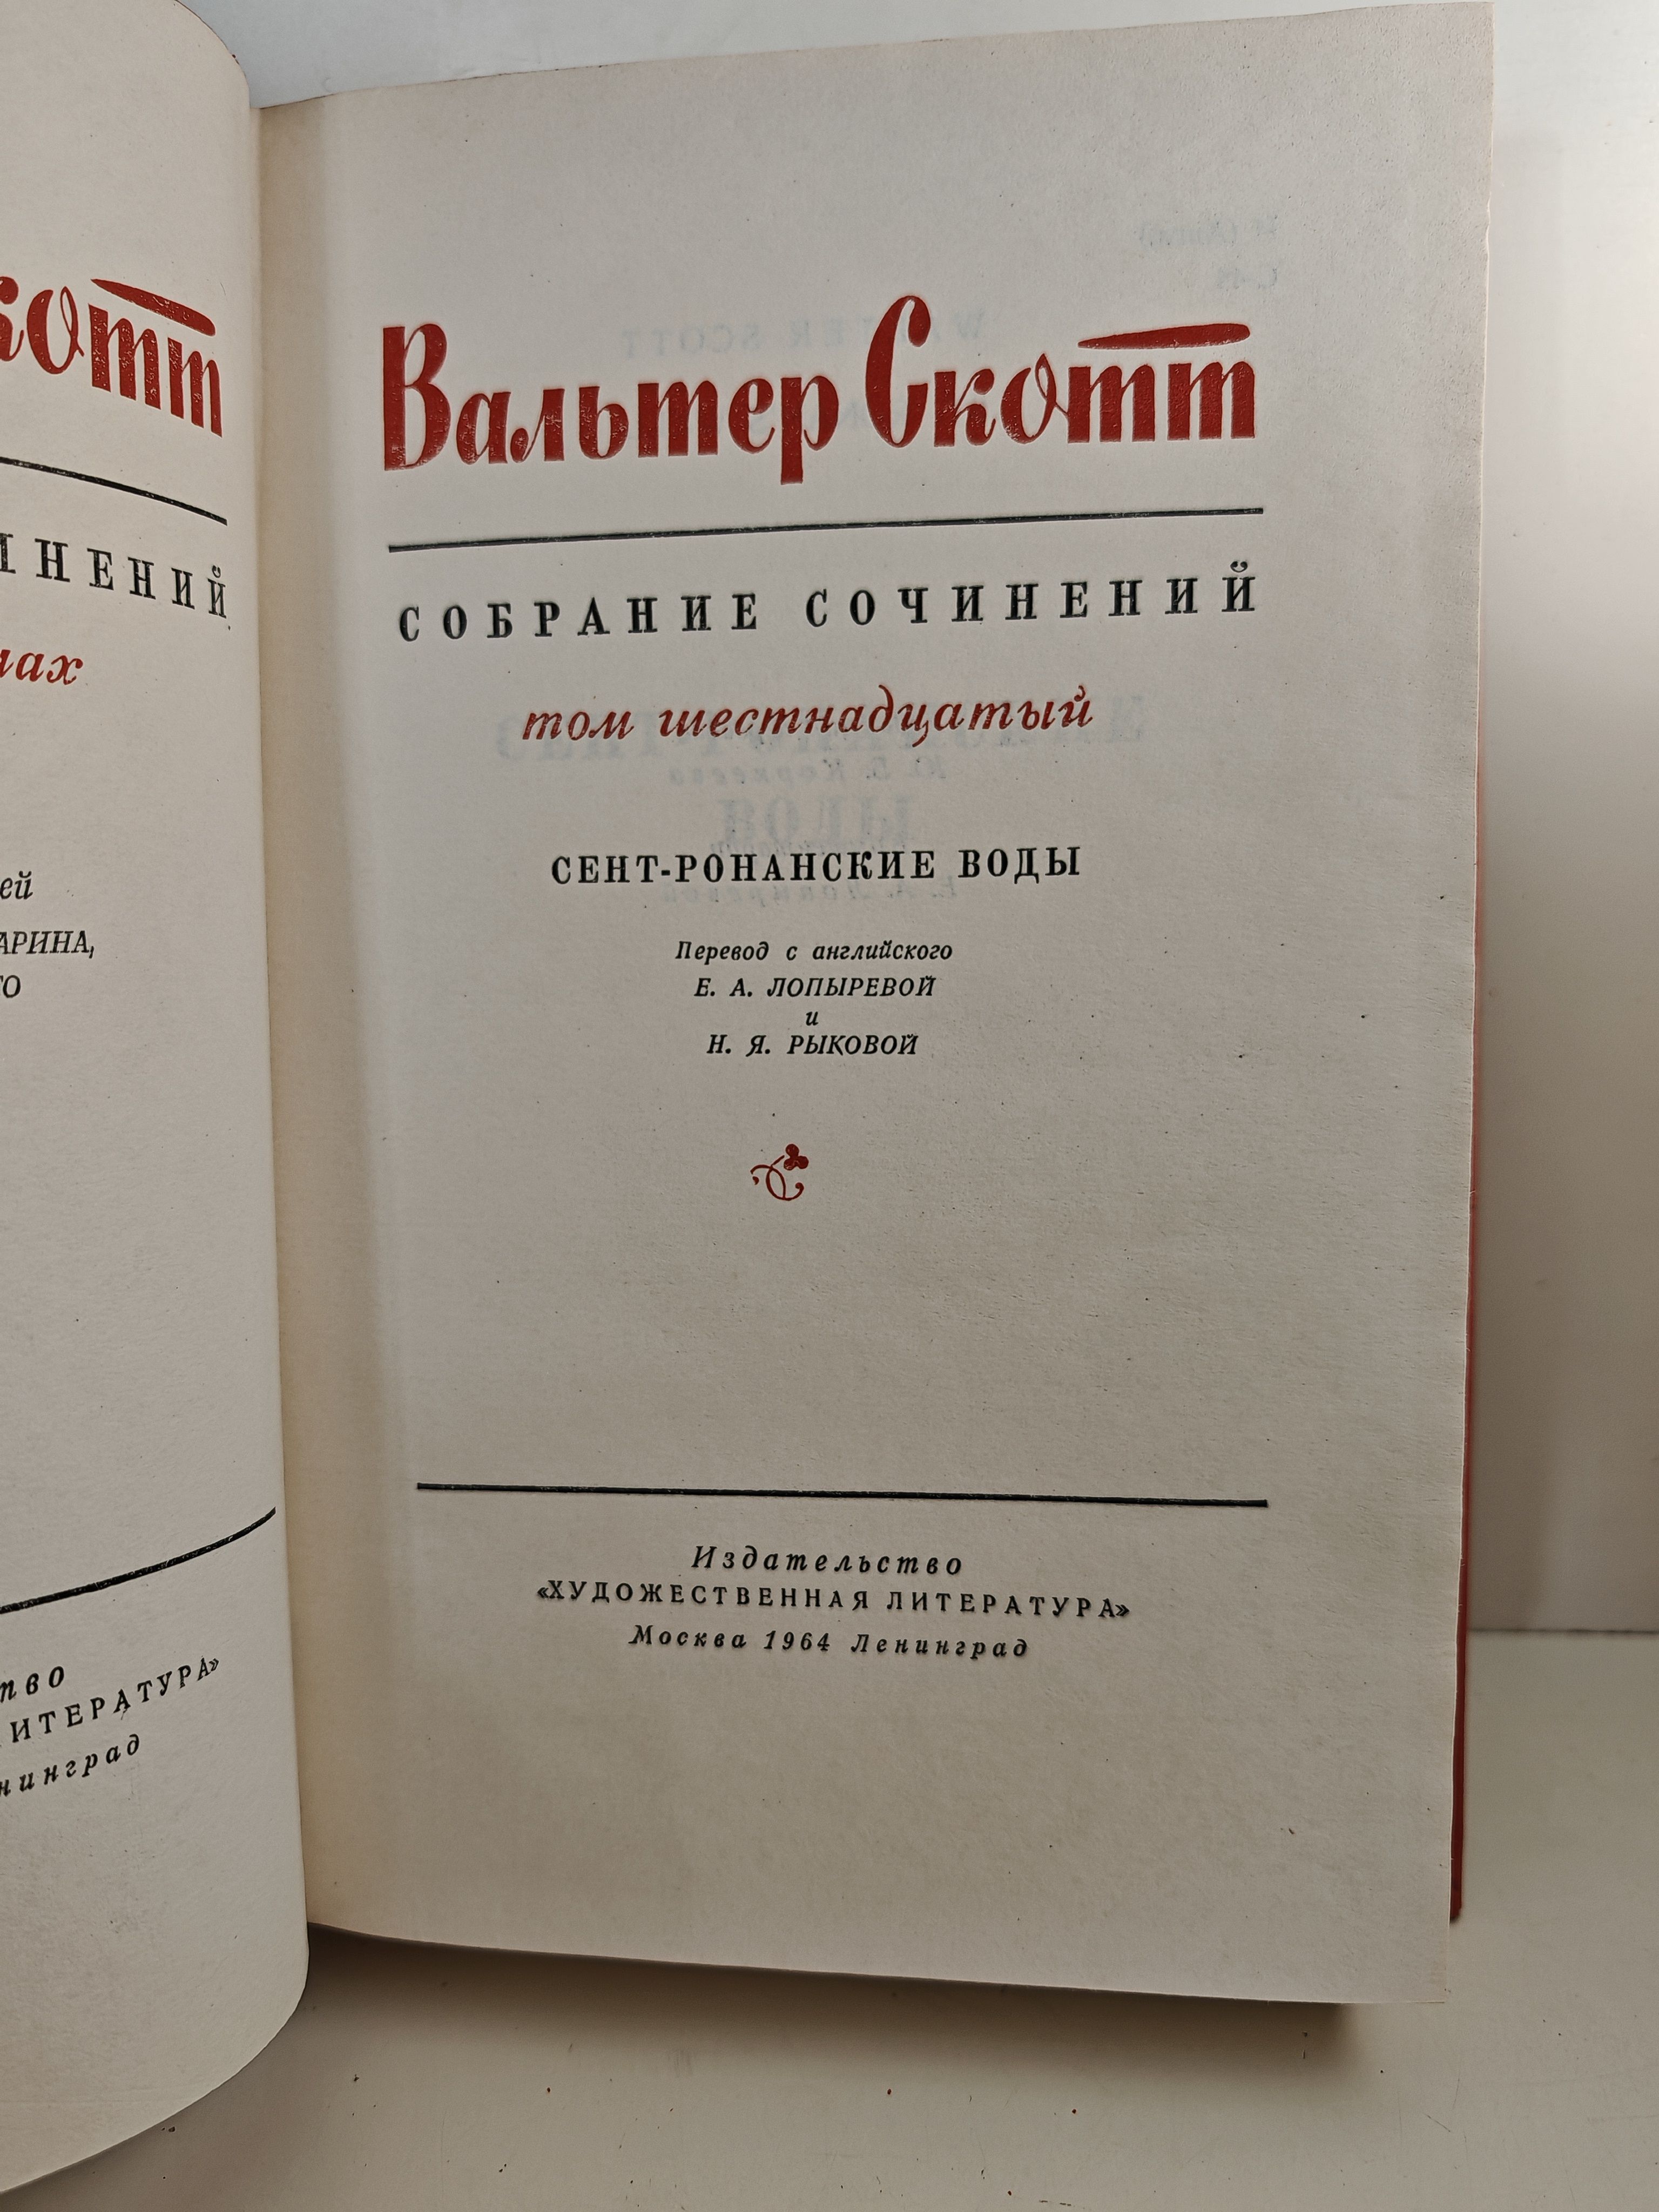 Вальтер Скотт
СОБРАНИЕ СОЧИНЕНИЙ
том шестнадцатый
СЕНТ-РОНАНСКИЕ ВОДЫ
Перевод с английского
Е. А. ЛОПЫРЕВОЙ
и
Н. Я. РЫКОВОЙ
Издательство
«ХУДОЖЕСТВЕННАЯ ЛИТЕРАТУРА»
Москва 1964 Ленинград